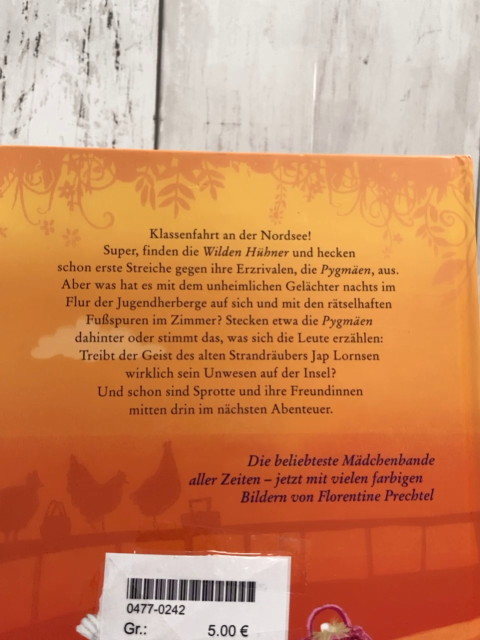 Klassenfahrt an der Nordsee!
Super, finden die Wilden Hühner und hecken
schon erste Streiche gegen ihre Erzrivalen, die Pygmäen, aus.
Aber was hat es mit dem unheimlichen Gelächter nachts im
Flur der Jugendherberge auf sich und mit den rätselhaften
Fußspuren im Zimmer? Stecken etwa die Pygmäen
dahinter oder stimmt das, was sich die Leute erzählen:
Treibt der Geist des alten Strandräubers Jap Lornsen
wirklich sein Unwesen auf der Insel?
Und schon sind Sprotte und ihre Freundinnen
mitten drin im nächsten Abenteuer.
Die beliebteste Mädchenbande
aller Zeiten – jetzt mit vielen farbigen
Bildern von Florentine Prechtel
0477-0242
Gr.: 5.00 €